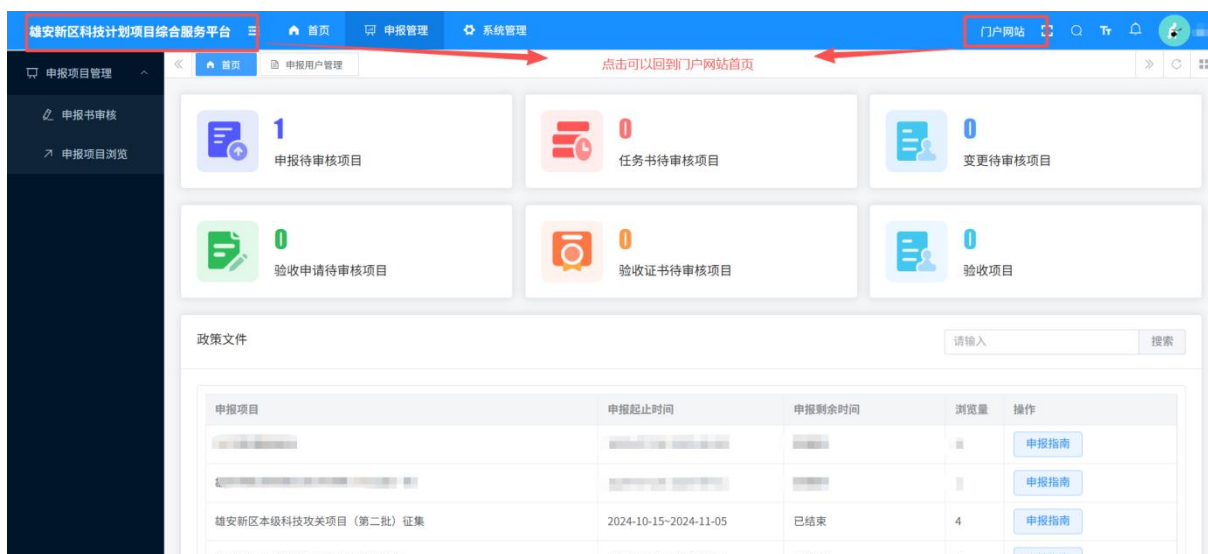 雄安新区科技计划项目综合服务平台 首页 申报管理 系统管理 门户网站 Tт
申报项目管理 首页 申报用户管理 点击可以回到门户网站首页
申报书审核
申报项目浏览
1 0 0
申报待审核项目 任务书待审核项目 变更待审核项目
0 0 0
验收申请待审核项目 验收证书待审核项目 验收项目
政策文件 请输入 搜索
申报项目 申报起止时间 申报剩余时间 浏览量 操作
申报指南
申报指南
雄安新区本级科技攻关项目（第二批）征集 2024-10-15~2024-11-05 已结束 4 申报指南